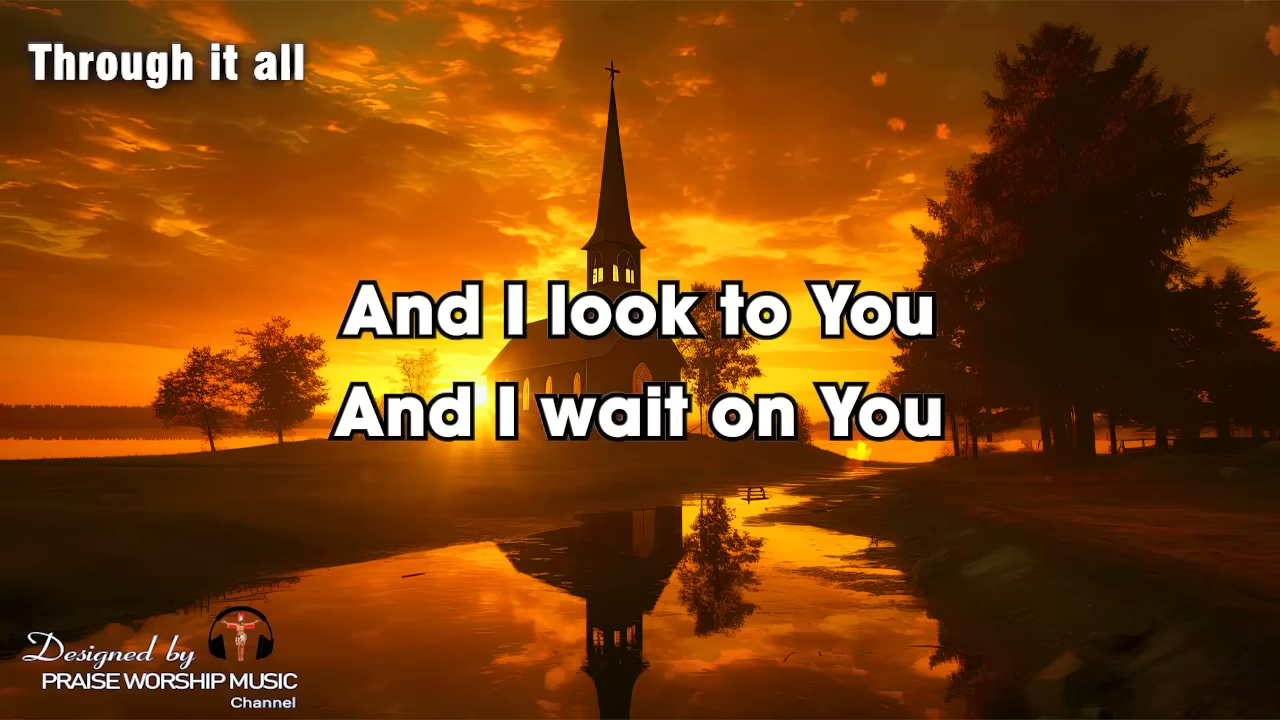 Through it all
And I look to You
And I wait on You
Designed by
PRAISE WORSHIP MUSIC
Channel